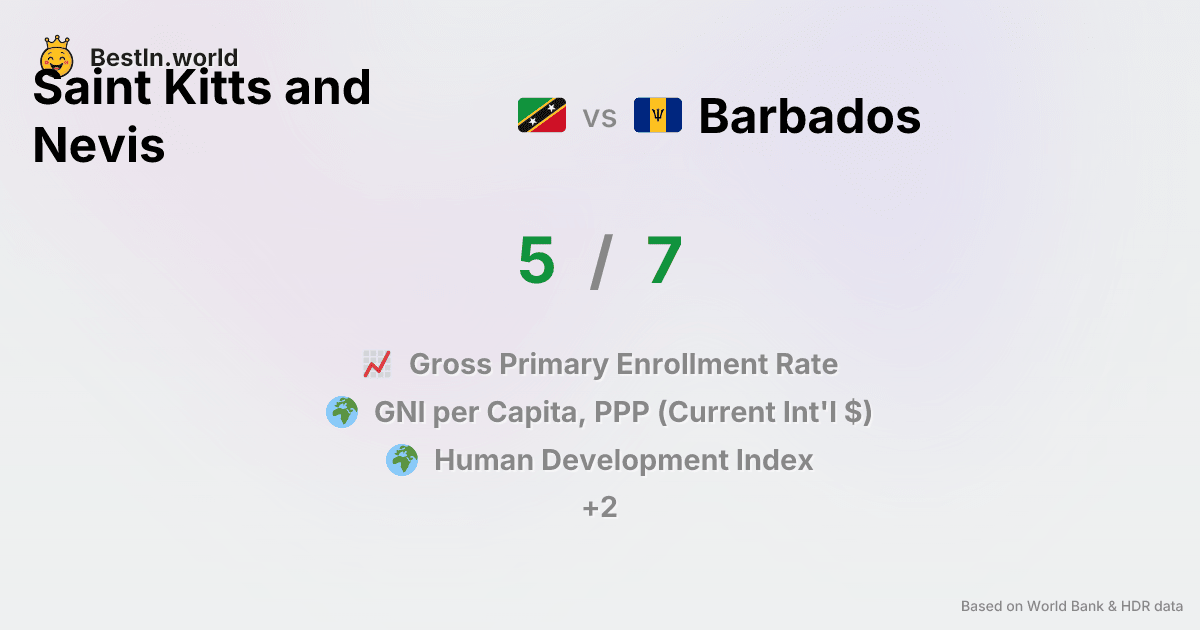 BestIn.world
Saint Kitts and
Nevis
vs
Barbados
5 / 7
Gross Primary Enrollment Rate
GNI per Capita, PPP (Current Int'l $)
Human Development Index
+2
Based on World Bank & HDR data